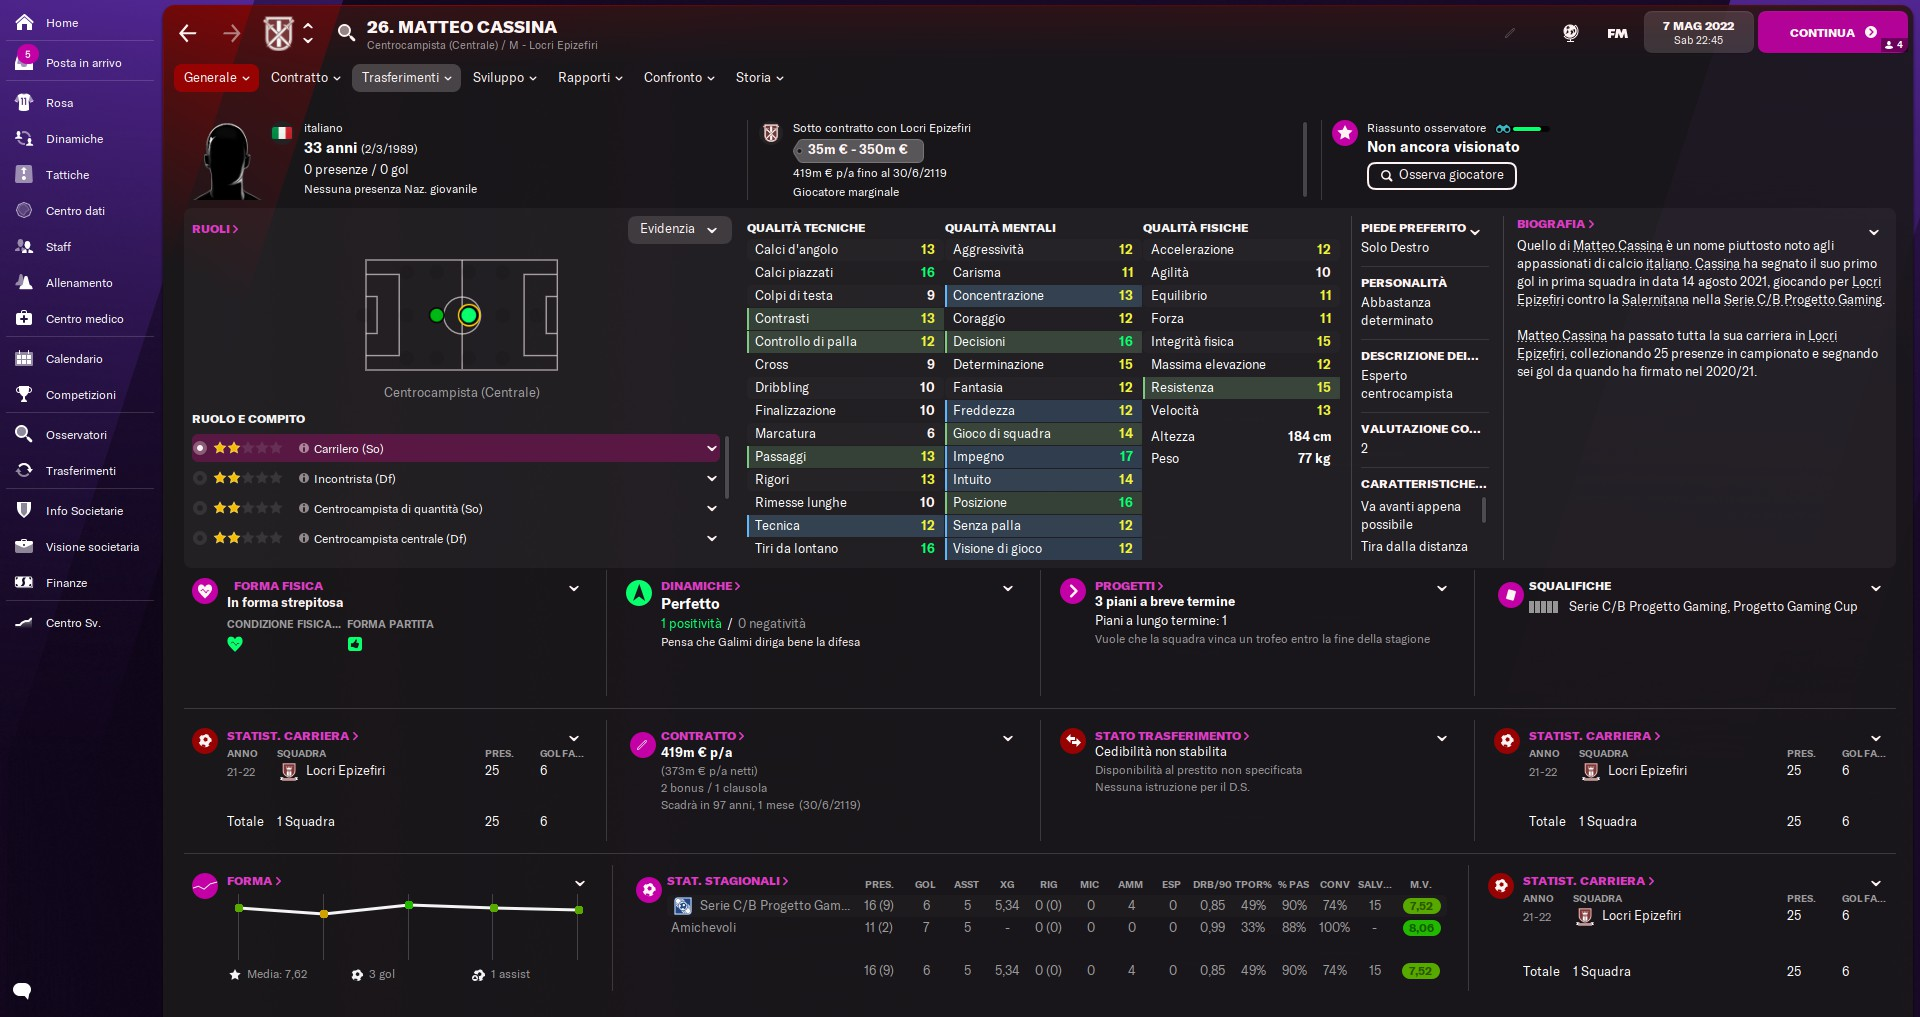 Home
5
Posta in arrivo
Rosa
Dinamiche
Tattiche
Centro dati
Staff
Allenamento
Centro medico
Calendario
Competizioni
Osservatori
Trasferimenti
Info Societarie
Visione societaria
Finanze
Centro Sv.
26. MATTEO CASSINA
Centrocampista (Centrale) / M - Locri Epizefiri
FM
7 MAG 2022
Sab 22:45
CONTINUA
4
Generale Contratto Trasferimenti Sviluppo Rapporti Confronto Storia
italiano
33 anni (2/3/1989)
0 presenze / 0 gol
Nessuna presenza Naz. giovanile
Sotto contratto con Locri Epizefiri
35m € - 350m €
419m € p/a fino al 30/6/2119
Giocatore marginale
Riassunto osservatore
Non ancora visionato
Osserva giocatore
RUOLI
Evidenzia
Centrocampista (Centrale)
RUOLO E COMPITO
Carrilero (So)
Incontrista (Df)
Centrocampista di quantità (So)
Centrocampista centrale (Df)
QUALITÀ TECNICHE
Calci d'angolo 13
Calci piazzati 16
Colpi di testa 9
Contrasti 13
Controllo di palla 12
Cross 9
Dribbling 10
Finalizzazione 10
Marcatura 6
Passaggi 13
Rigori 13
Rimesse lunghe 10
Tecnica 12
Tiri da lontano 16
QUALITÀ MENTALI
Aggressività 12
Carisma 11
Concentrazione 13
Coraggio 12
Decisioni 16
Determinazione 15
Fantasia 12
Freddezza 12
Gioco di squadra 14
Impegno 17
Intuito 14
Posizione 16
Senza palla 12
Visione di gioco 12
QUALITÀ FISICHE
Accelerazione 12
Agilità 10
Equilibrio 11
Forza 11
Integrità fisica 15
Massima elevazione 12
Resistenza 15
Velocità 13
Altezza 184 cm
Peso 77 kg
PIEDE PREFERITO
Solo Destro
PERSONALITÀ
Abbastanza
determinato
DESCRIZIONE DEI...
Esperto
centrocampista
VALUTAZIONE CO...
2
CARATTERISTICHE...
Va avanti appena
possibile
Tira dalla distanza
BIOGRAFIA
Quello di Matteo Cassina è un nome piuttosto noto agli
appassionati di calcio italiano. Cassina ha segnato il suo primo
gol in prima squadra in data 14 agosto 2021, giocando per Locri
Epizefiri contro la Salernitana nella Serie C/B Progetto Gaming.
Matteo Cassina ha passato tutta la sua carriera in Locri
Epizefiri, collezionando 25 presenze in campionato e segnando
sei gol da quando ha firmato nel 2020/21.
FORMA FISICA
In forma strepitosa
CONDIZIONE FISICA... FORMA PARTITA
DINAMICHE
Perfetto
1 positività / 0 negatività
Pensa che Galimi diriga bene la difesa
PROGETTI
3 piani a breve termine
Piani a lungo termine: 1
Vuole che la squadra vinca un trofeo entro la fine della stagione
SQUALIFICHE
Serie C/B Progetto Gaming, Progetto Gaming Cup
STATIST. CARRIERA
ANNO SQUADRA PRES. GOL FA...
21-22 Locri Epizefiri 25 6
Totale 1 Squadra 25 6
CONTRATTO
419m € p/a
(373m € p/a netti)
2 bonus / 1 clausola
Scadrà in 97 anni, 1 mese (30/6/2119)
STATO TRASFERIMENTO
Cedibilità non stabilita
Disponibilità al prestito non specificata
Nessuna istruzione per il D.S.
STATIST. CARRIERA
ANNO SQUADRA PRES. GOL FA...
21-22 Locri Epizefiri 25 6
Totale 1 Squadra 25 6
FORMA
Media: 7,62 3 gol 1 assist
STAT. STAGIONALI PRES. GOL ASST XG RIG MIC AMM ESP DRB/90 TPOR% % PAS CONV SALV... M.V.
Serie C/B Progetto Gam... 16 (9) 6 5 5,34 0 (0) 0 4 0 0,85 49% 90% 74% 15 7,52
Amichevoli 11 (2) 7 5 - 0 (0) 0 0 0 0,99 33% 88% 100% - 8,06
16 (9) 6 5 5,34 0 (0) 0 4 0 0,85 49% 90% 74% 15 7,52
STATIST. CARRIERA
ANNO SQUADRA PRES. GOL FA...
21-22 Locri Epizefiri 25 6
Totale 1 Squadra 25 6